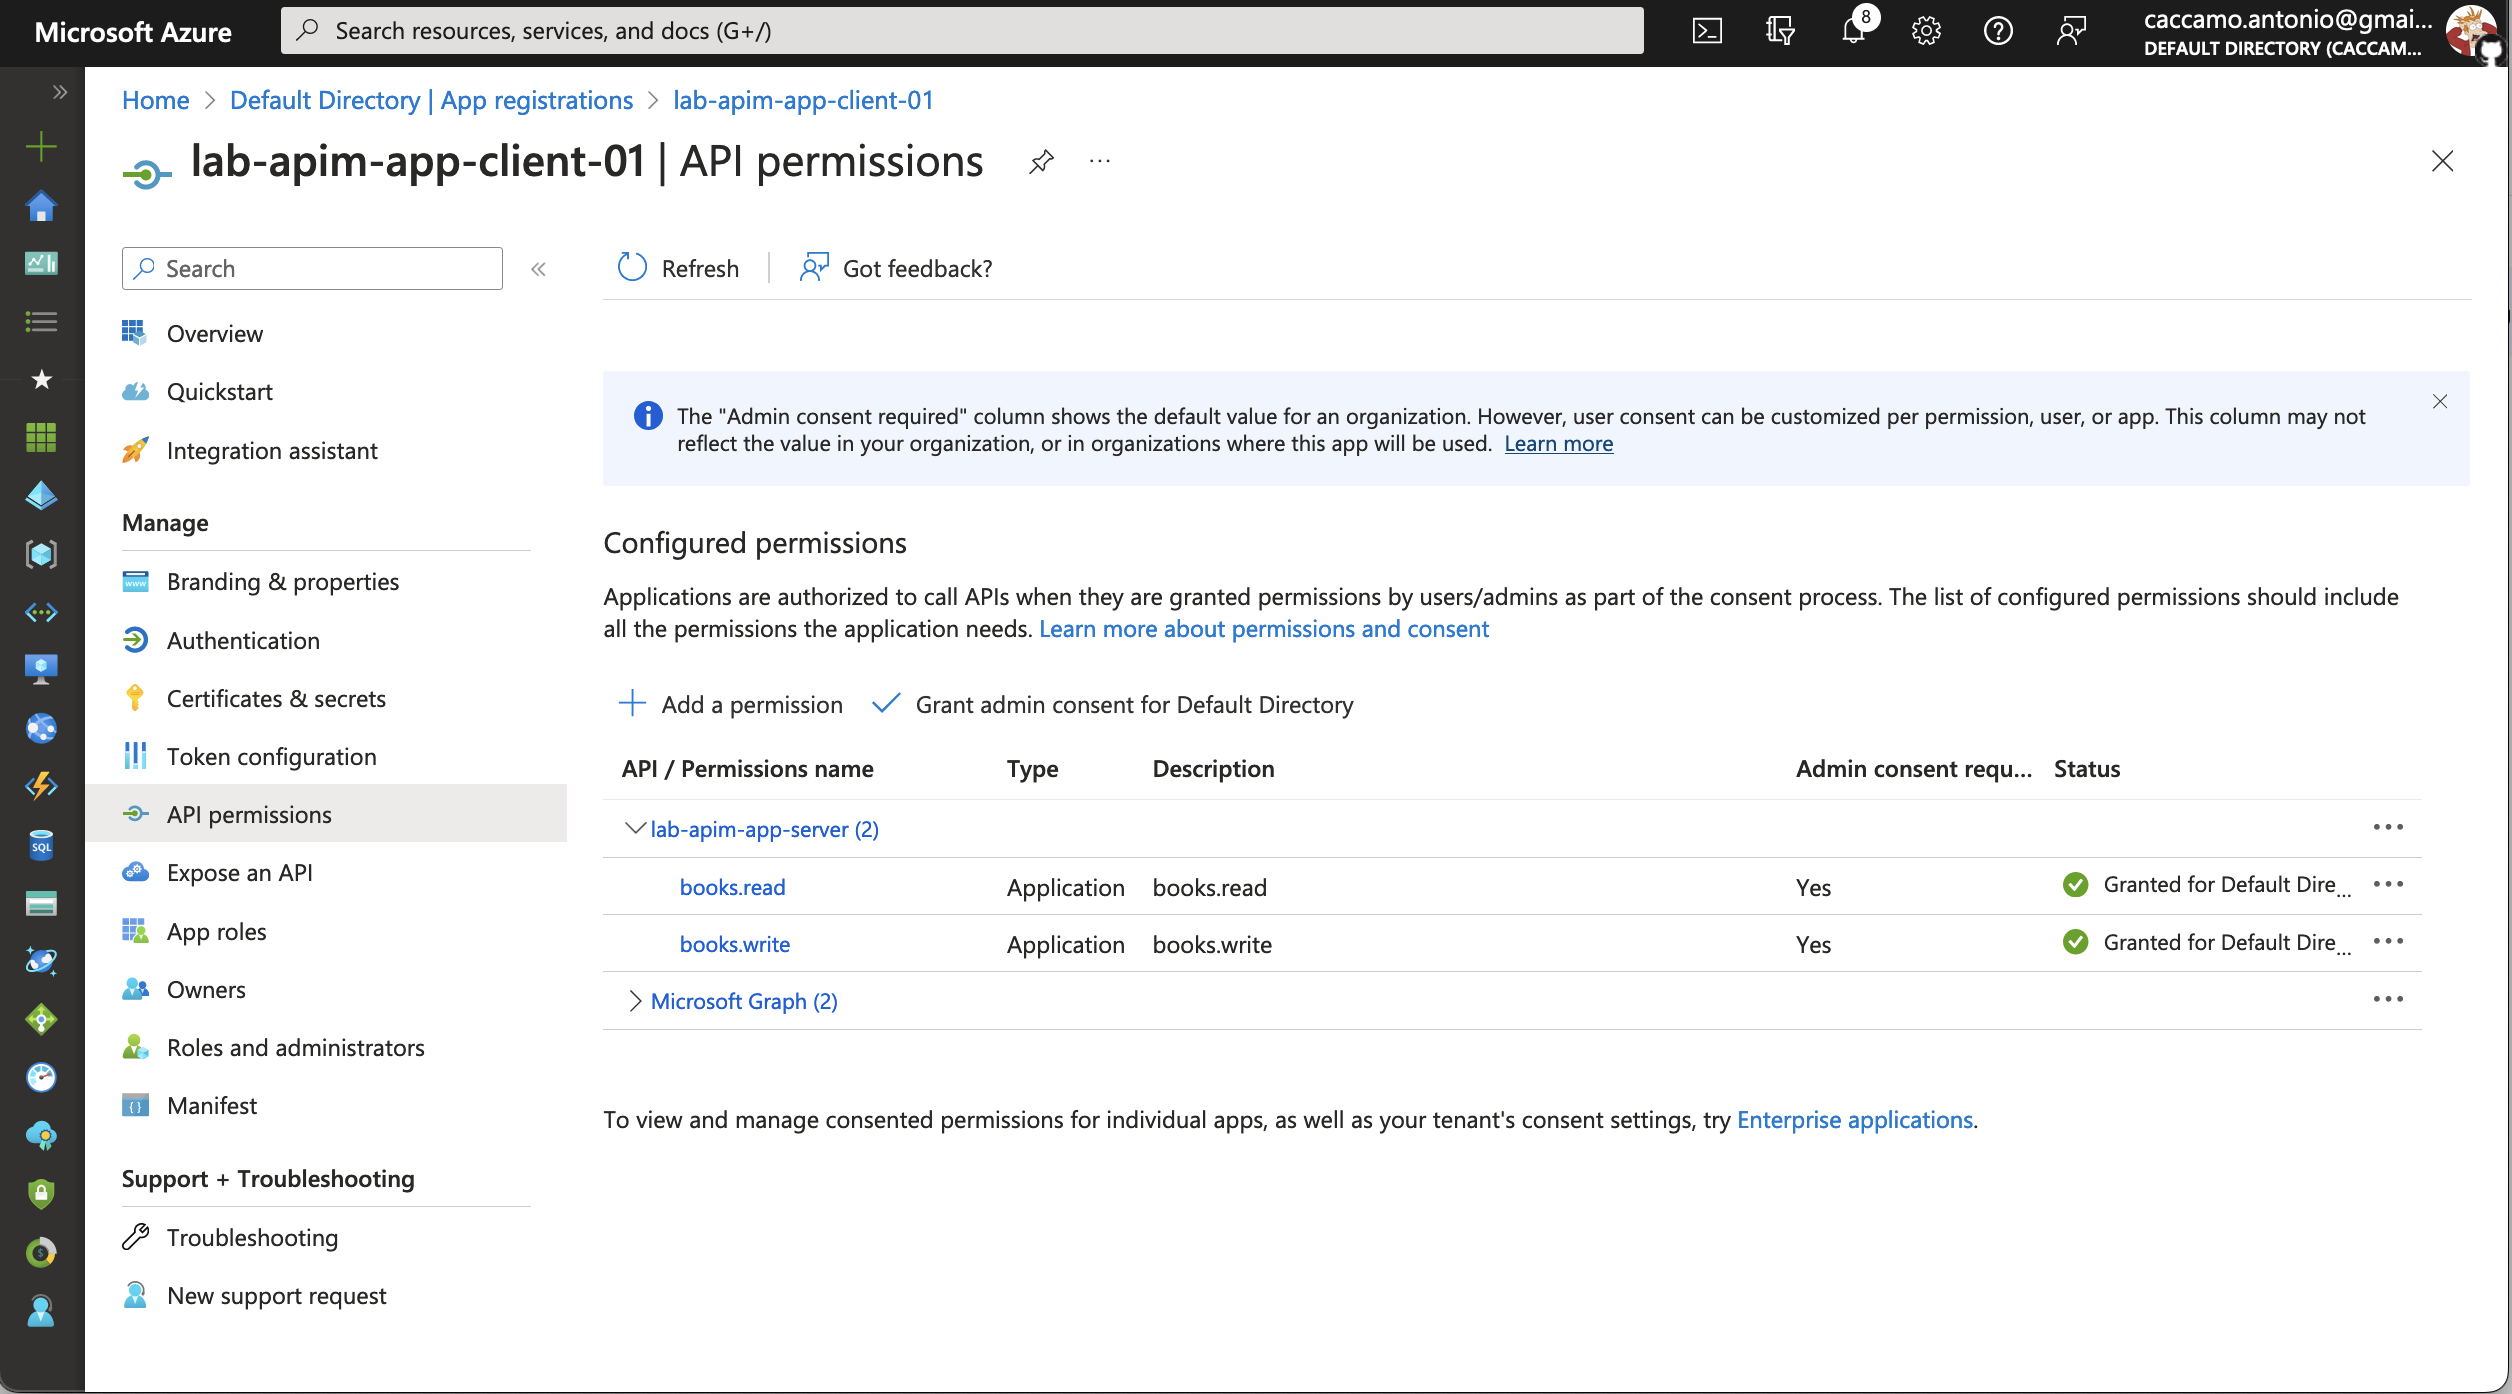 Microsoft Azure
Search resources, services, and docs (G+/)
8
caccamo.antonio@gmai...
DEFAULT DIRECTORY (CACCAM...
Home > Default Directory | App registrations > lab-apim-app-client-01
lab-apim-app-client-01 | API permissions
Search
Refresh
Got feedback?
Overview
Quickstart
Integration assistant
Manage
Branding & properties
Authentication
Certificates & secrets
Token configuration
API permissions
Expose an API
App roles
Owners
Roles and administrators
Manifest
Support + Troubleshooting
Troubleshooting
New support request
The "Admin consent required" column shows the default value for an organization. However, user consent can be customized per permission, user, or app. This column may not
reflect the value in your organization, or in organizations where this app will be used. Learn more
Configured permissions
Applications are authorized to call APIs when they are granted permissions by users/admins as part of the consent process. The list of configured permissions should include
all the permissions the application needs. Learn more about permissions and consent
Add a permission
Grant admin consent for Default Directory
API / Permissions name Type Description Admin consent requ... Status
lab-apim-app-server (2)
books.read Application books.read Yes Granted for Default Dire...
books.write Application books.write Yes Granted for Default Dire...
Microsoft Graph (2)
To view and manage consented permissions for individual apps, as well as your tenant's consent settings, try Enterprise applications.
SQL
www